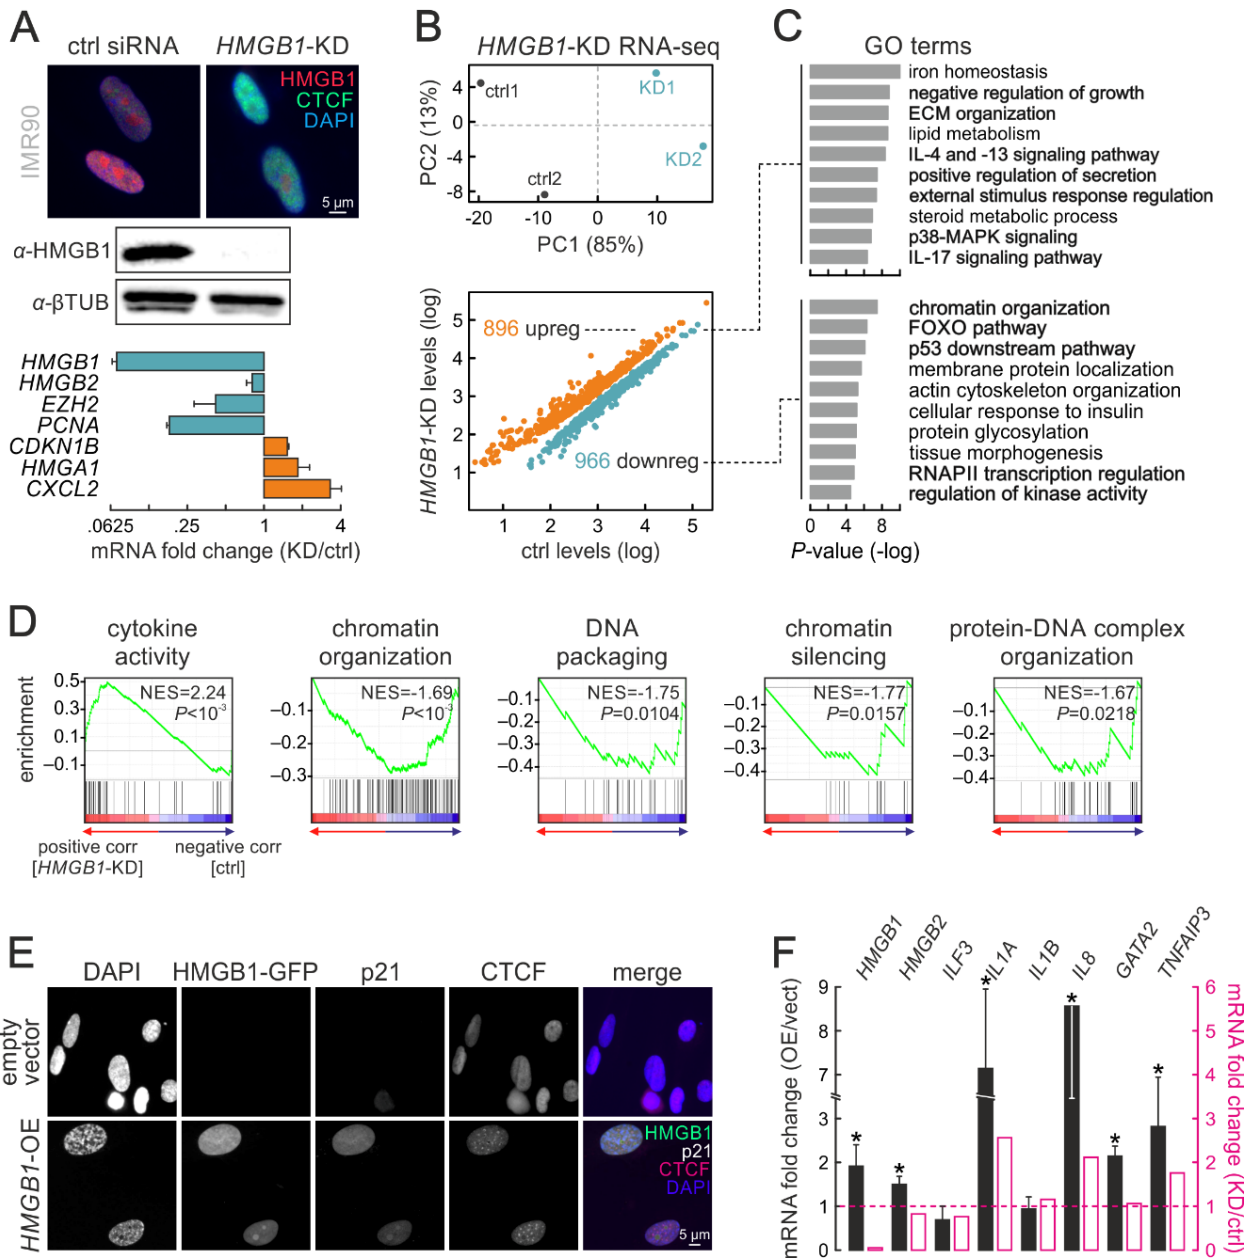 A
ctrl siRNA
HMGB1-KD
IMR90
HMGB1
CTCF
DAPI
5 µm
α-HMGB1
α-βTUB
HMGB1
HMGB2
EZH2
PCNA
CDKN1B
HMGA1
CXCL2
.0625 .25 1 4
mRNA fold change (KD/ctrl)
B
HMGB1-KD RNA-seq
PC2 (13%)
4
0
-4
-8
ctrl1
KD1
KD2
ctrl2
-20 -10 0 10
PC1 (85%)
HMGB1-KD levels (log)
5
4
3
2
1
896 upreg
966 downreg
1 2 3 4 5
ctrl levels (log)
C
GO terms
iron homeostasis
negative regulation of growth
ECM organization
lipid metabolism
IL-4 and -13 signaling pathway
positive regulation of secretion
external stimulus response regulation
steroid metabolic process
p38-MAPK signaling
IL-17 signaling pathway
chromatin organization
FOXO pathway
p53 downstream pathway
membrane protein localization
actin cytoskeleton organization
cellular response to insulin
protein glycosylation
tissue morphogenesis
RNAPII transcription regulation
regulation of kinase activity
0 4 8
P-value (-log)
D
enrichment
cytokine
activity
0.5
0.3
0.1
−0.1
NES=2.24
P<10⁻³
positive corr
[HMGB1-KD]
negative corr
[ctrl]
chromatin
organization
−0.1
−0.2
−0.3
NES=-1.69
P<10⁻³
DNA
packaging
−0.1
−0.2
−0.3
−0.4
NES=-1.75
P=0.0104
chromatin
silencing
−0.1
−0.2
−0.3
−0.4
NES=-1.77
P=0.0157
protein-DNA complex
organization
−0.1
−0.2
−0.3
−0.4
NES=-1.67
P=0.0218
E
DAPI
HMGB1-GFP
p21
CTCF
merge
empty
vector
HMGB1-OE
HMGB1
p21
CTCF
DAPI
5 µm
F
HMGB1
HMGB2
ILF3
IL1A
IL1B
IL8
GATA2
TNFAIP3
mRNA fold change (OE/vect)
9
8
7
3
2
1
0
* * * * * *
6
5
4
3
2
1
0
mRNA fold change (KD/ctrl)